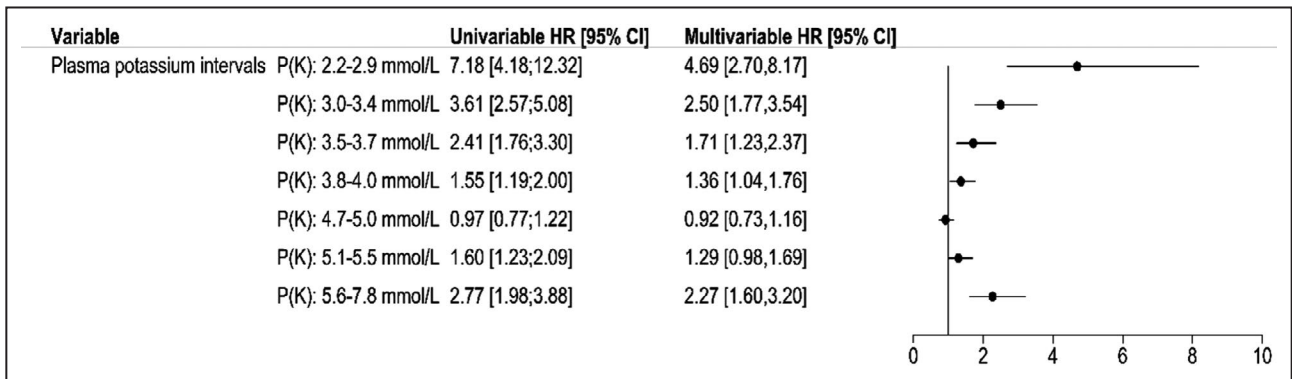 Variable Univariable HR [95% CI] Multivariable HR [95% CI]
Plasma potassium intervals P(K): 2.2-2.9 mmol/L 7.18 [4.18;12.32] 4.69 [2.70,8.17]
P(K): 3.0-3.4 mmol/L 3.61 [2.57;5.08] 2.50 [1.77,3.54]
P(K): 3.5-3.7 mmol/L 2.41 [1.76;3.30] 1.71 [1.23,2.37]
P(K): 3.8-4.0 mmol/L 1.55 [1.19;2.00] 1.36 [1.04,1.76]
P(K): 4.7-5.0 mmol/L 0.97 [0.77;1.22] 0.92 [0.73,1.16]
P(K): 5.1-5.5 mmol/L 1.60 [1.23;2.09] 1.29 [0.98,1.69]
P(K): 5.6-7.8 mmol/L 2.77 [1.98;3.88] 2.27 [1.60,3.20]
0 2 4 6 8 10